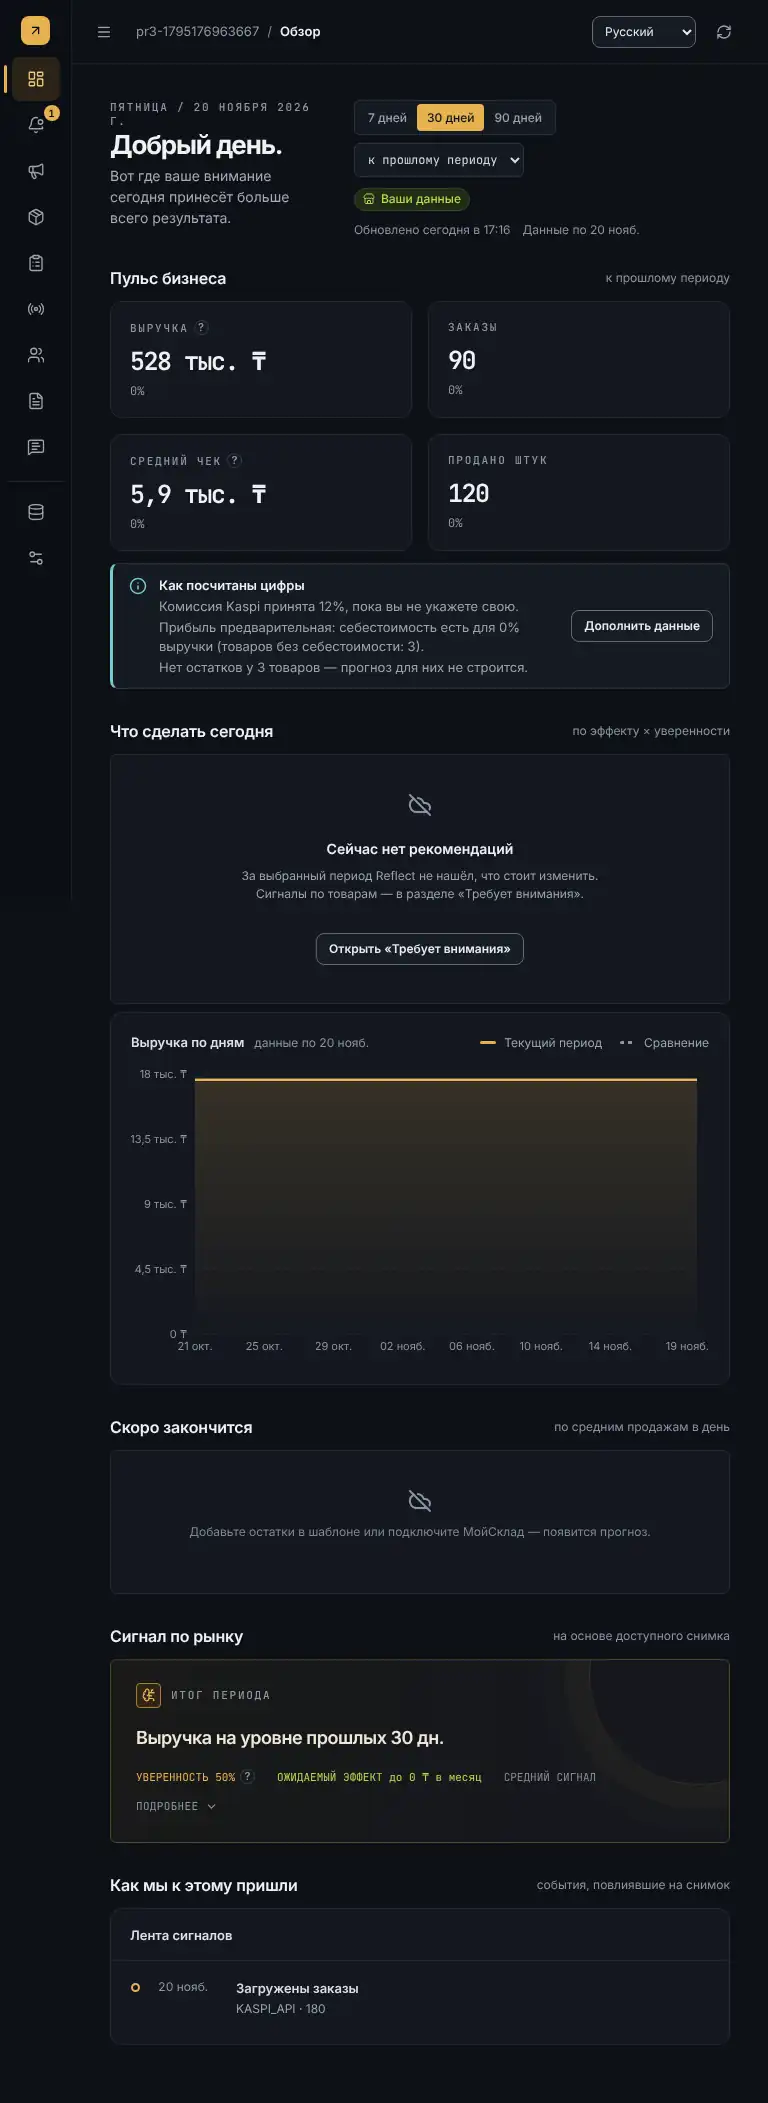 pr3-1795176963667 / Обзор
Русский
1
ПЯТНИЦА / 20 НОЯБРЯ 2026
Г.
Добрый день.
Вот где ваше внимание
сегодня принесёт больше
всего результата.
7 дней 30 дней 90 дней
к прошлому периоду
Ваши данные
Обновлено сегодня в 17:16 Данные по 20 нояб.
Пульс бизнеса
к прошлому периоду
ВЫРУЧКА ?
528 тыс. ₸
0%
ЗАКАЗЫ
90
0%
СРЕДНИЙ ЧЕК ?
5,9 тыс. ₸
0%
ПРОДАНО ШТУК
120
0%
Как посчитаны цифры
Комиссия Kaspi принята 12%, пока вы не укажете свою.
Прибыль предварительная: себестоимость есть для 0%
выручки (товаров без себестоимости: 3).
Нет остатков у 3 товаров — прогноз для них не строится.
Дополнить данные
Что сделать сегодня
по эффекту × уверенности
Сейчас нет рекомендаций
За выбранный период Reflect не нашёл, что стоит изменить.
Сигналы по товарам — в разделе «Требует внимания».
Открыть «Требует внимания»
Выручка по дням данные по 20 нояб.
Текущий период Сравнение
18 тыс. ₸
13,5 тыс. ₸
9 тыс. ₸
4,5 тыс. ₸
0 ₸
21 окт. 25 окт. 29 окт. 02 нояб. 06 нояб. 10 нояб. 14 нояб. 19 нояб.
Скоро закончится
по средним продажам в день
Добавьте остатки в шаблоне или подключите МойСклад — появится прогноз.
Сигнал по рынку
на основе доступного снимка
ИТОГ ПЕРИОДА
Выручка на уровне прошлых 30 дн.
УВЕРЕННОСТЬ 50% ? ОЖИДАЕМЫЙ ЭФФЕКТ до 0 ₸ в месяц СРЕДНИЙ СИГНАЛ
ПОДРОБНЕЕ
Как мы к этому пришли
события, повлиявшие на снимок
Лента сигналов
20 нояб. Загружены заказы
KASPI_API · 180